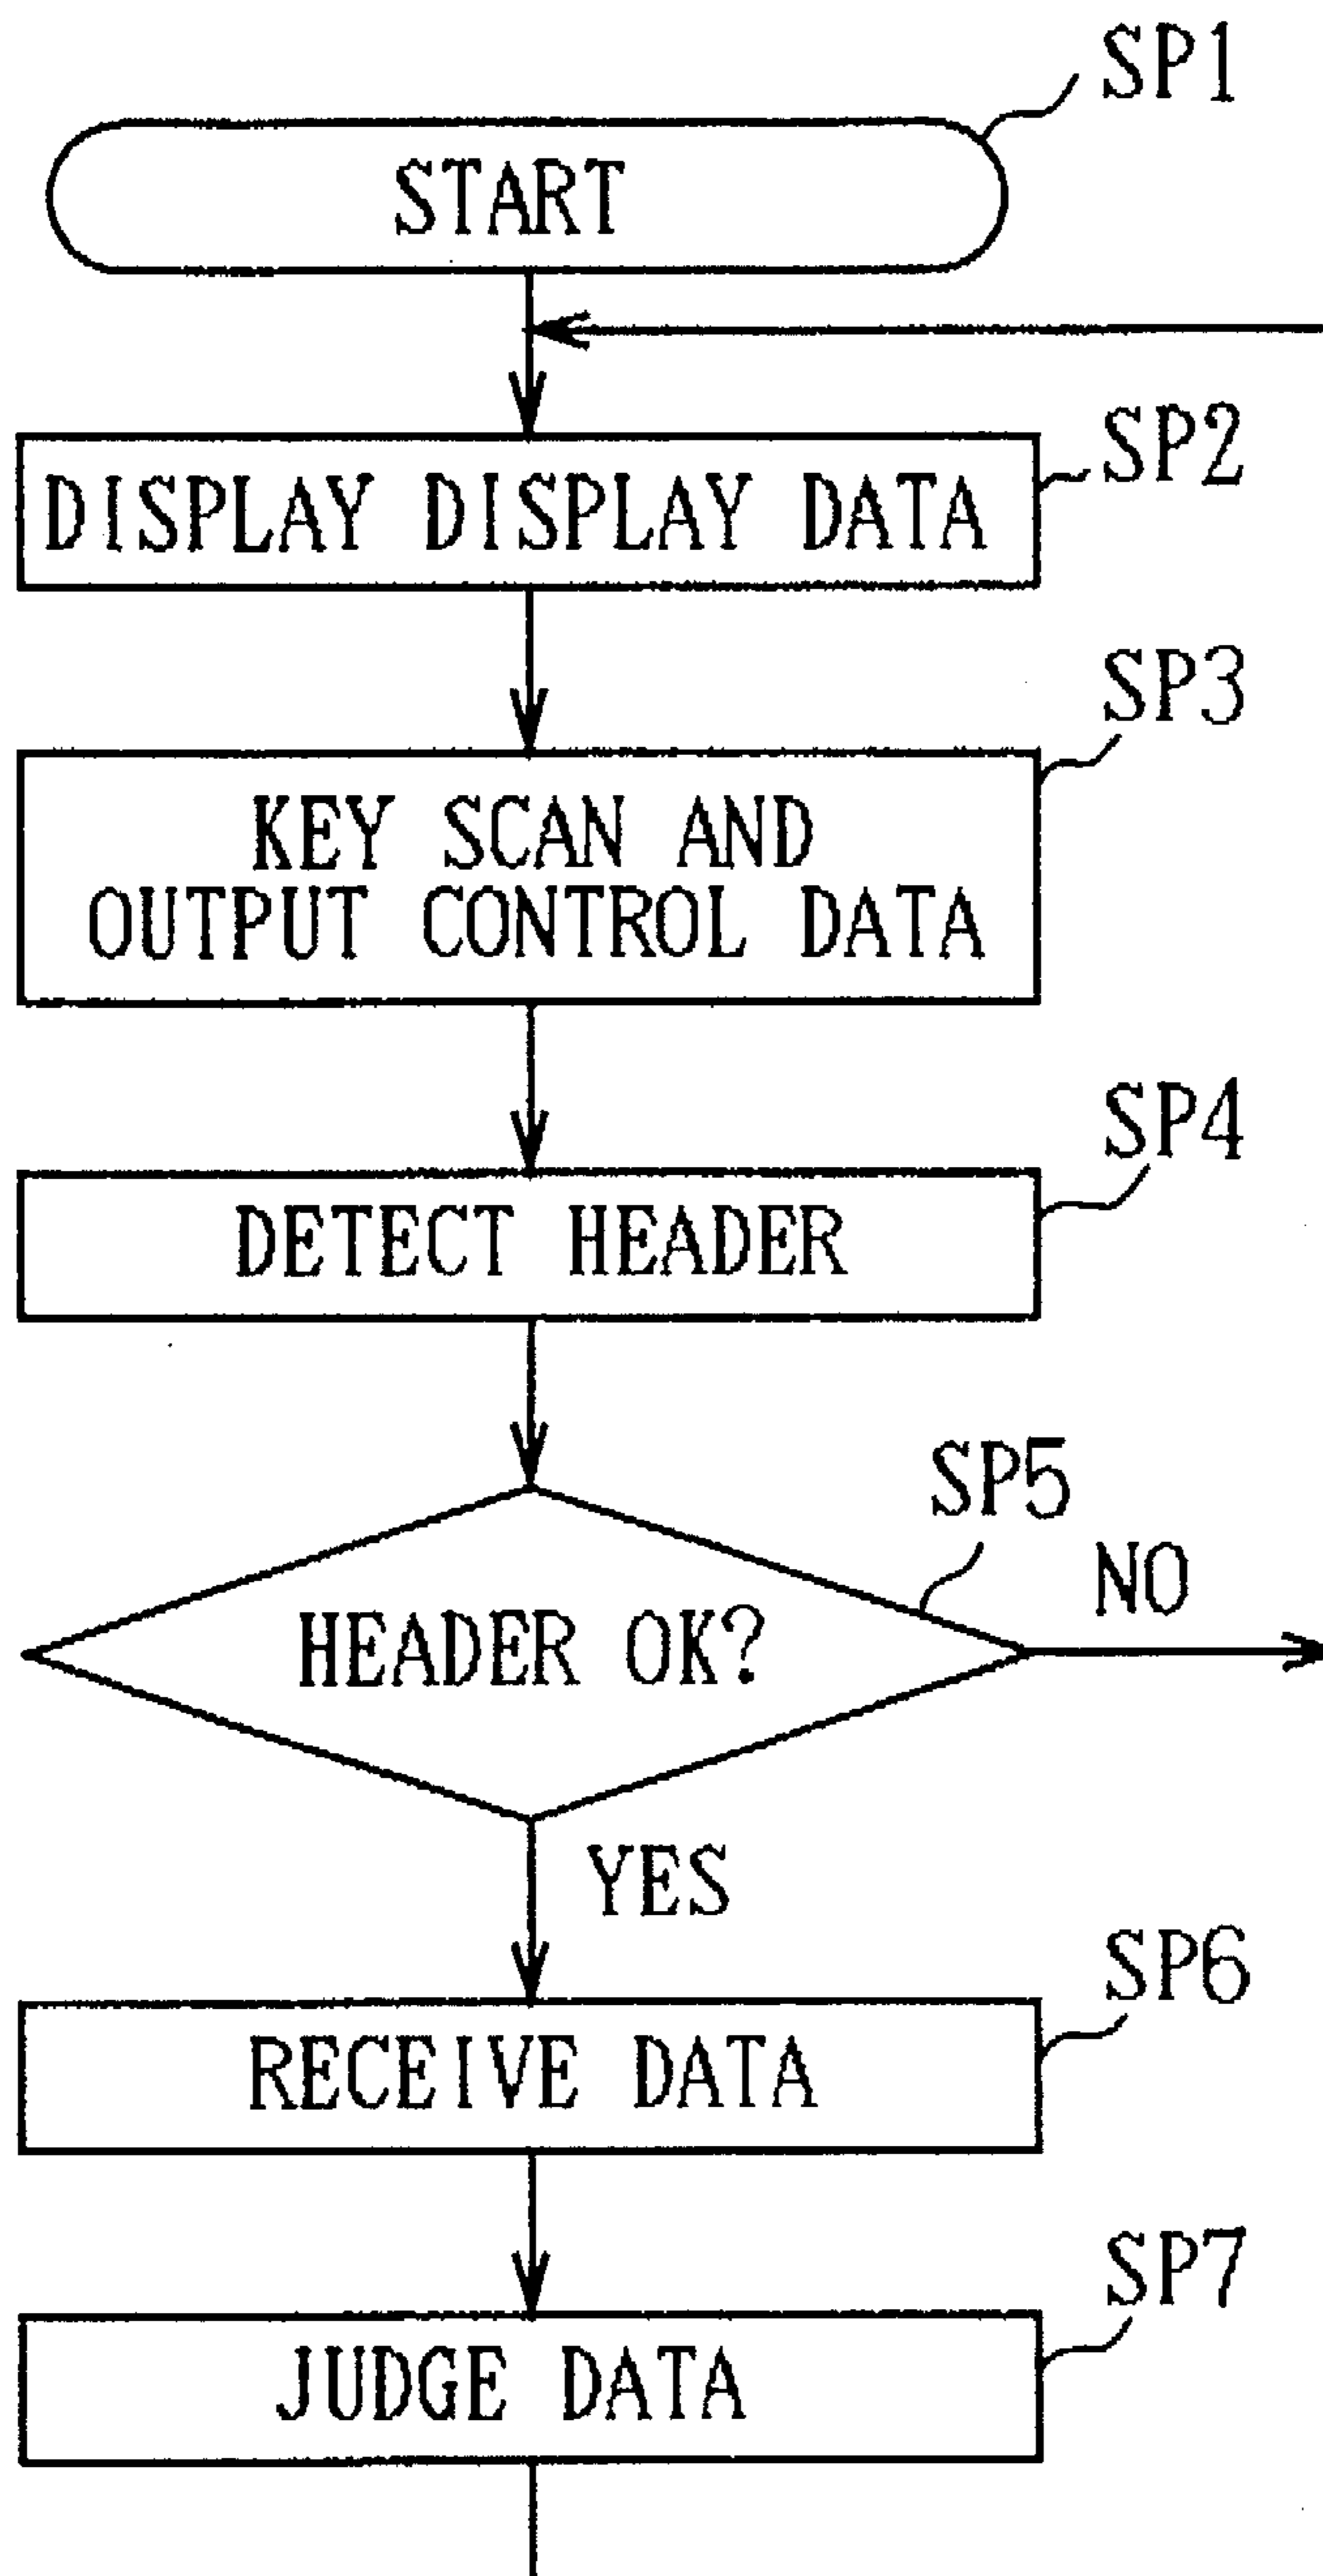 SP1
START
SP2
DISPLAY DISPLAY DATA
SP3
KEY SCAN AND
OUTPUT CONTROL DATA
SP4
DETECT HEADER
SP5
NO
HEADER OK?
YES
SP6
RECEIVE DATA
SP7
JUDGE DATA